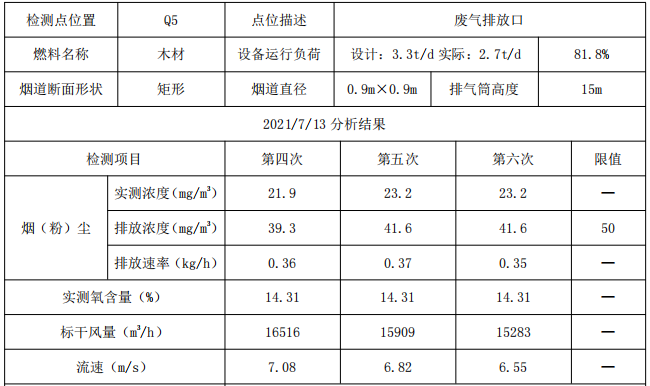 检测点位置 Q5 点位描述 废气排放口
燃料名称 木材 设备运行负荷 设计：3.3t/d 实际：2.7t/d 81.8%
烟道断面形状 矩形 烟道直径 0.9m×0.9m 排气筒高度 15m
2021/7/13 分析结果
检测项目 第四次 第五次 第六次 限值
烟（粉）尘 实测浓度(mg/m³) 21.9 23.2 23.2 —
排放浓度(mg/m³) 39.3 41.6 41.6 50
排放速率(kg/h) 0.36 0.37 0.35 —
实测氧含量（%） 14.31 14.31 14.31 —
标干风量（m³/h） 16516 15909 15283 —
流速（m/s） 7.08 6.82 6.55 —